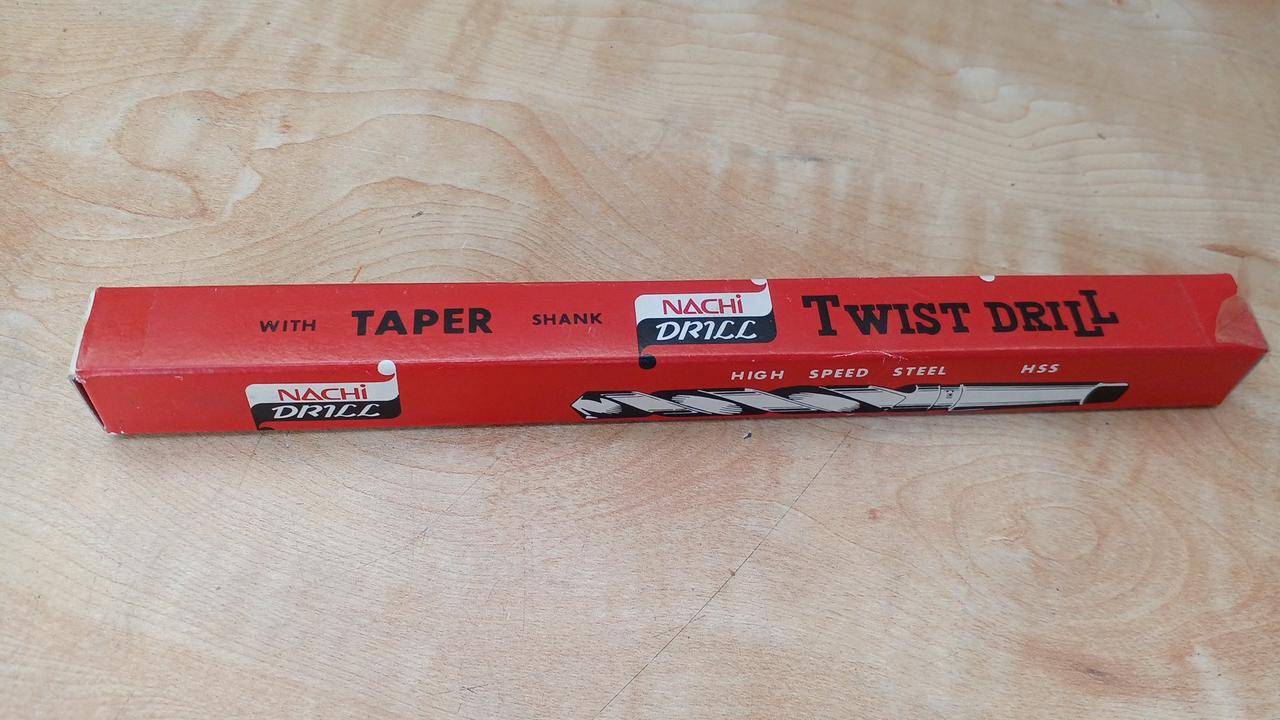 WITH TAPER SHANK
NACHi
DRILL
TWIST DRILL
NACHi
DRILL
HIGH SPEED STEEL HSS